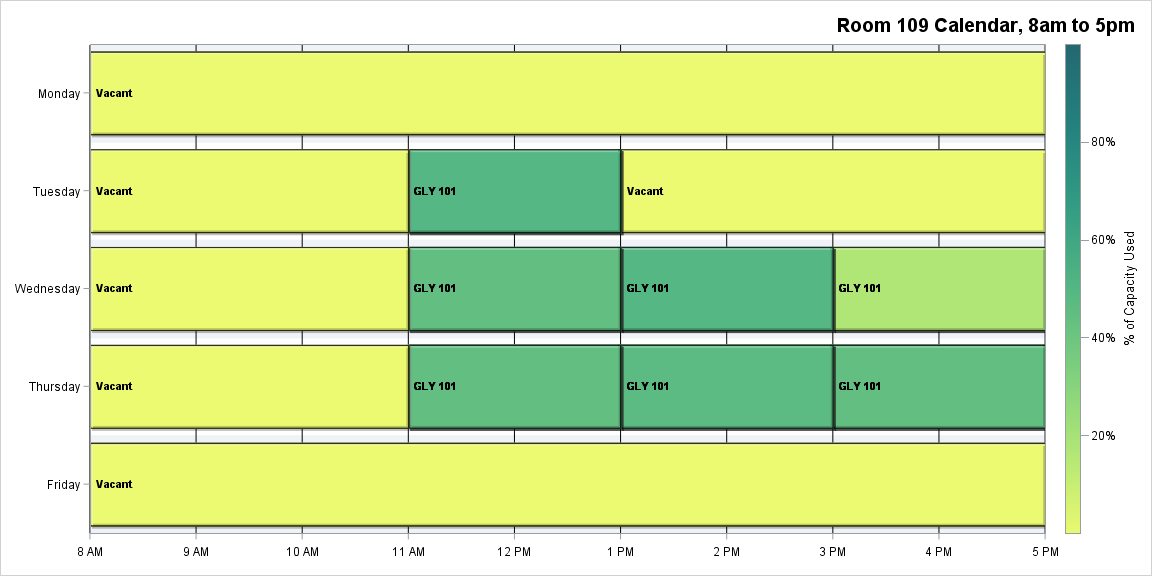 Room 109 Calendar, 8am to 5pm
Monday
Vacant
Tuesday
Vacant
GLY 101
Vacant
Wednesday
Vacant
GLY 101
GLY 101
GLY 101
Thursday
Vacant
GLY 101
GLY 101
GLY 101
Friday
Vacant
8 AM
9 AM
10 AM
11 AM
12 PM
1 PM
2 PM
3 PM
4 PM
5 PM
80%
60%
40%
20%
% of Capacity Used